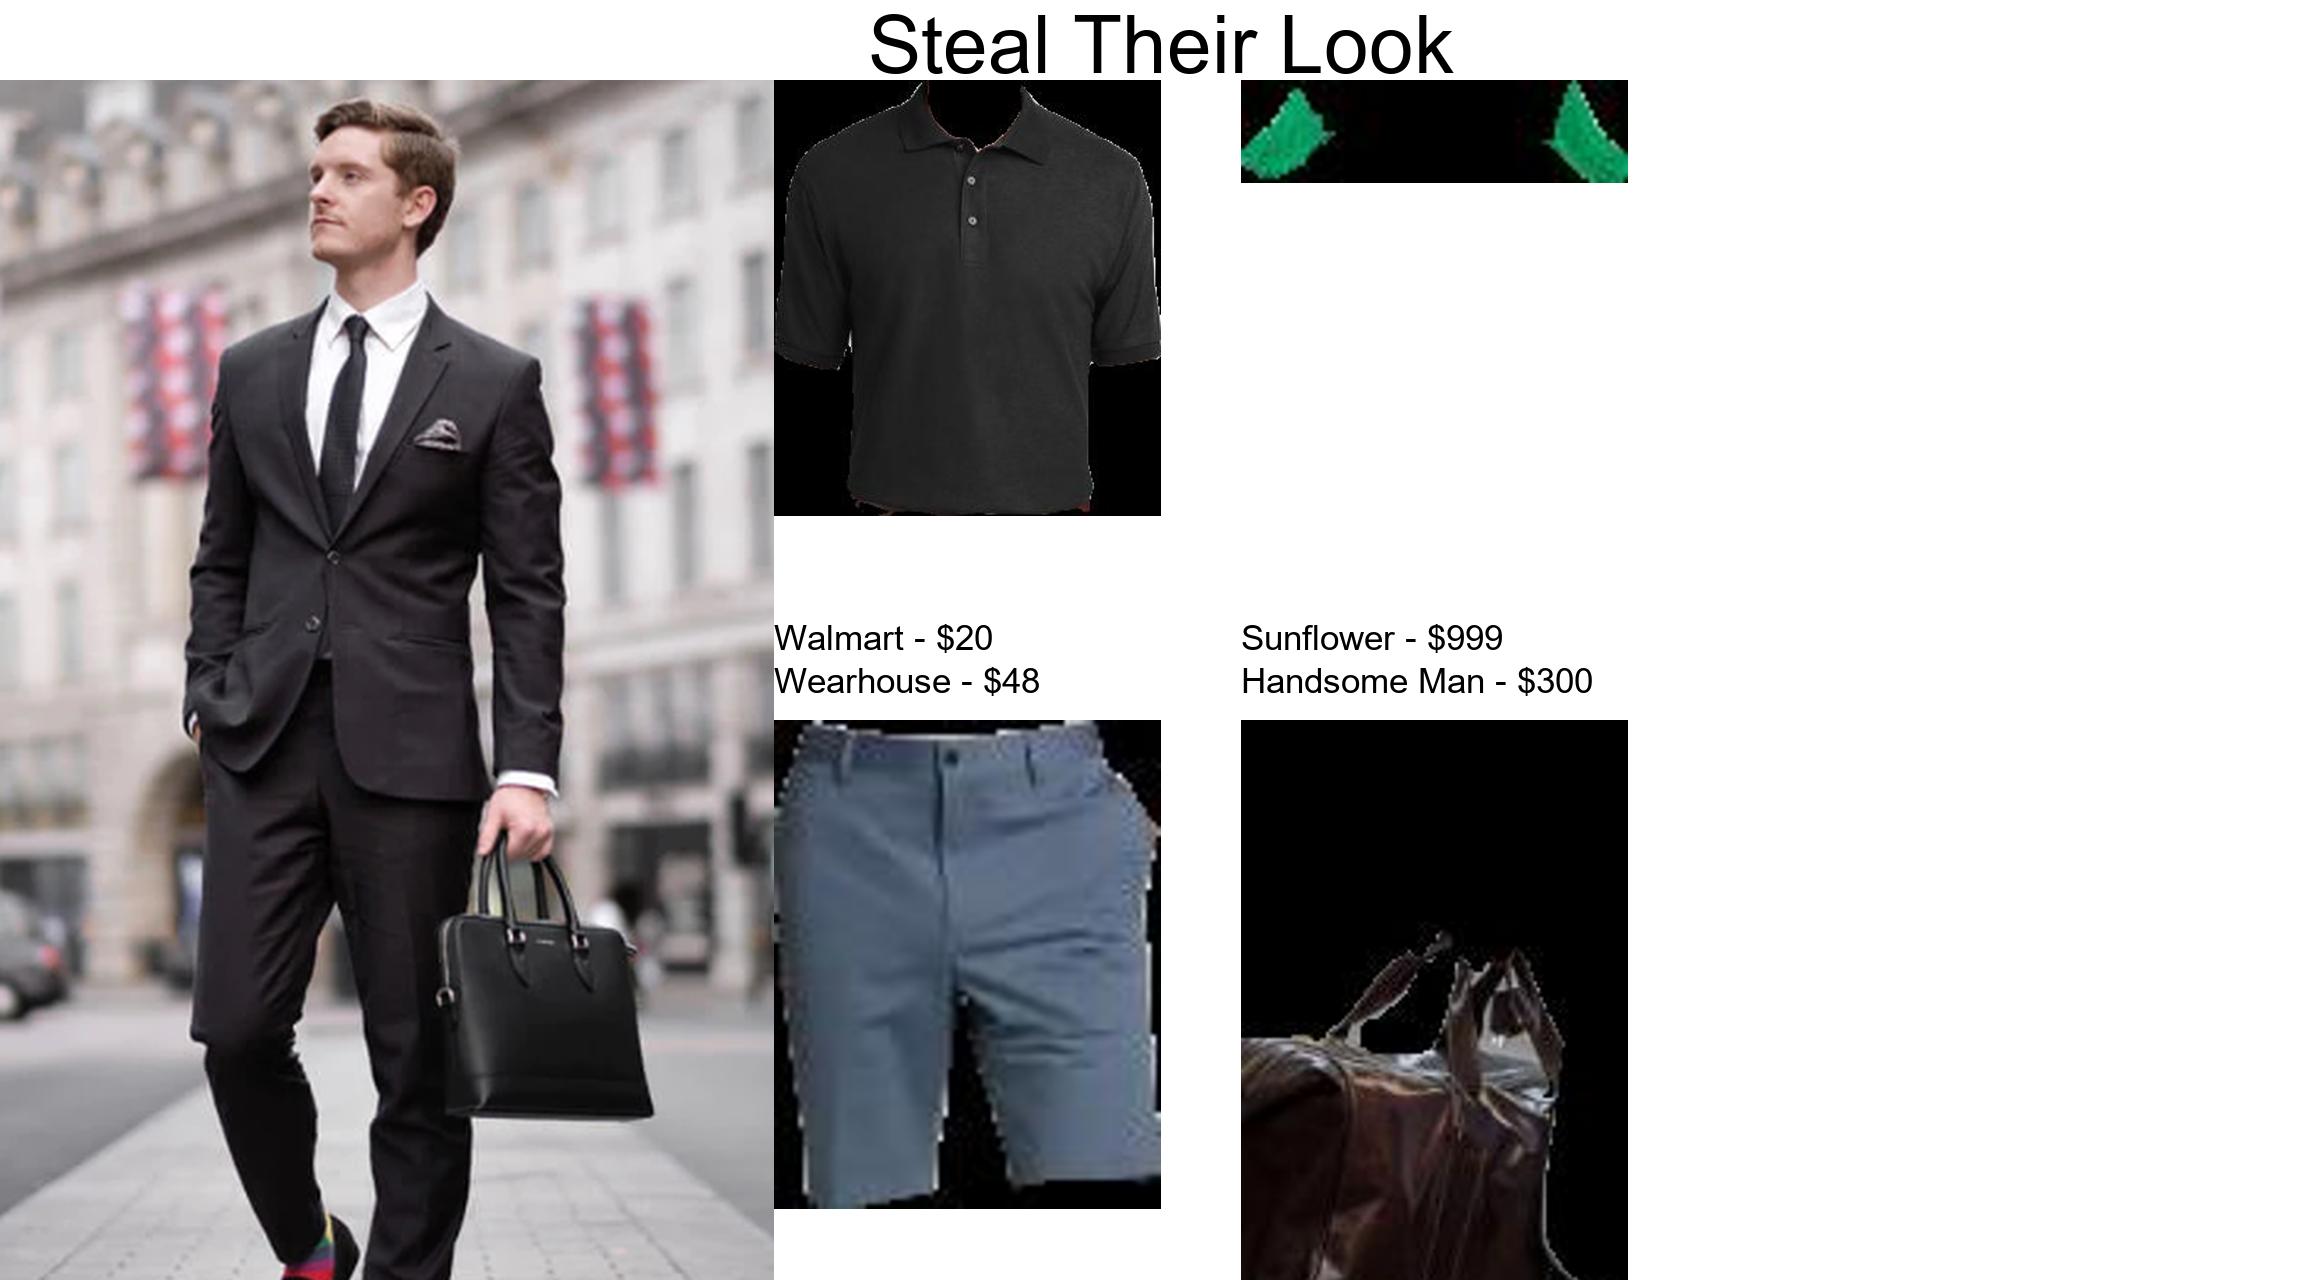 Steal Their Look
Walmart - $20
Wearhouse - $48
Sunflower - $999
Handsome Man - $300